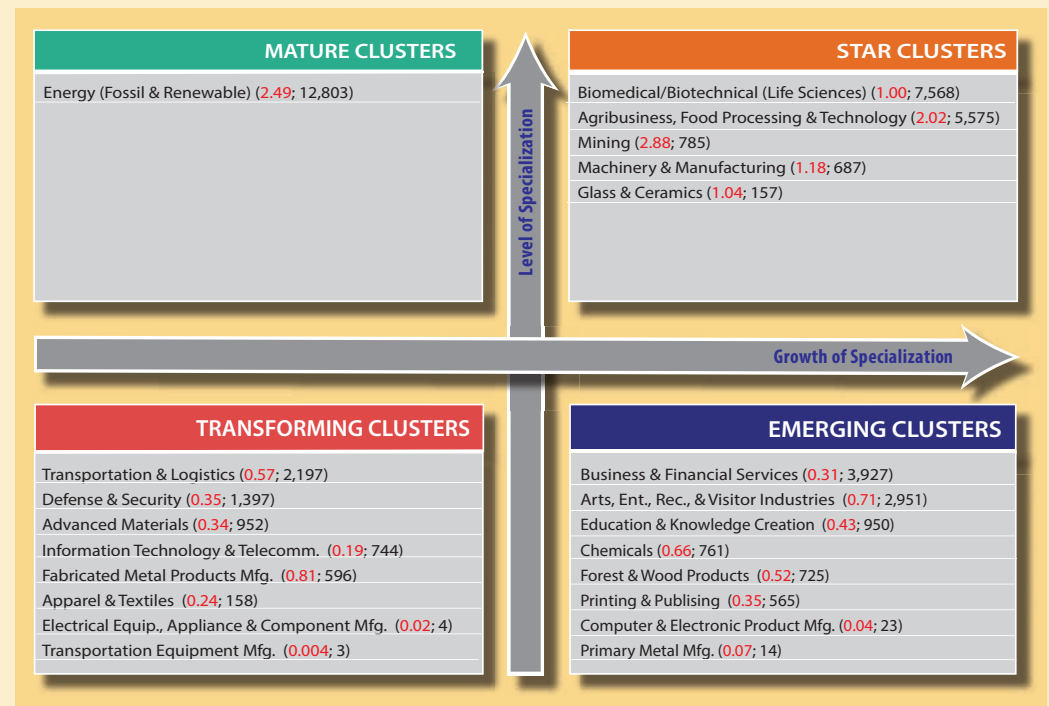 MATURE CLUSTERS
Energy (Fossil & Renewable) (2.49; 12,803)
STAR CLUSTERS
Biomedical/Biotechnical (Life Sciences) (1.00; 7,568)
Agribusiness, Food Processing & Technology (2.02; 5,575)
Mining (2.88; 785)
Machinery & Manufacturing (1.18; 687)
Glass & Ceramics (1.04; 157)
Level of Specialization
Growth of Specialization
TRANSFORMING CLUSTERS
Transportation & Logistics (0.57; 2,197)
Defense & Security (0.35; 1,397)
Advanced Materials (0.34; 952)
Information Technology & Telecomm. (0.19; 744)
Fabricated Metal Products Mfg. (0.81; 596)
Apparel & Textiles (0.24; 158)
Electrical Equip., Appliance & Component Mfg. (0.02; 4)
Transportation Equipment Mfg. (0.004; 3)
EMERGING CLUSTERS
Business & Financial Services (0.31; 3,927)
Arts, Ent., Rec., & Visitor Industries (0.71; 2,951)
Education & Knowledge Creation (0.43; 950)
Chemicals (0.66; 761)
Forest & Wood Products (0.52; 725)
Printing & Publising (0.35; 565)
Computer & Electronic Product Mfg. (0.04; 23)
Primary Metal Mfg. (0.07; 14)